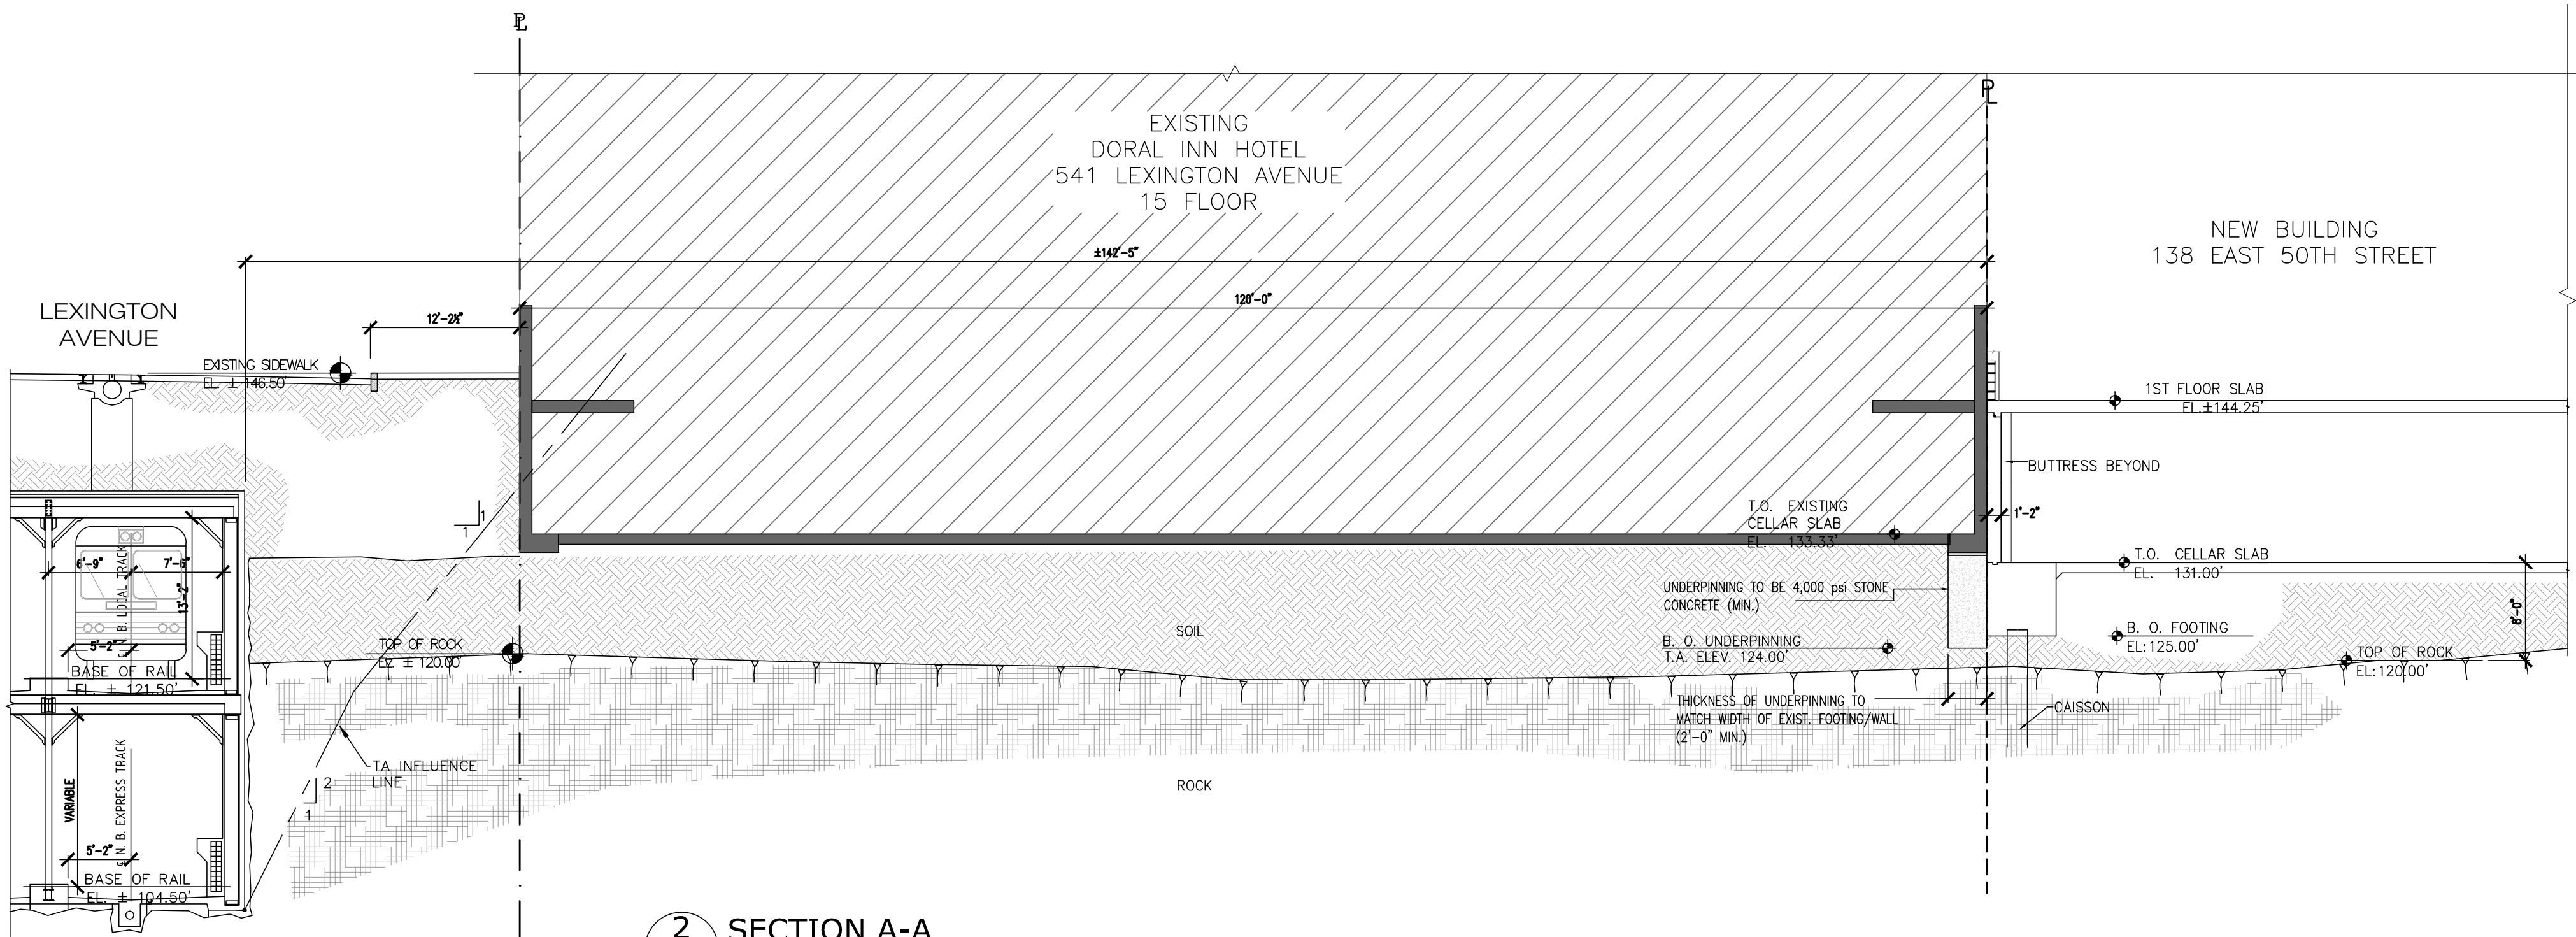 PL
PL
EXISTING
DORAL INN HOTEL
541 LEXINGTON AVENUE
15 FLOOR
NEW BUILDING
138 EAST 50TH STREET
±142'-5"
120'-0"
12'-2½"
LEXINGTON
AVENUE
EXISTING SIDEWALK
EL. ± 146.50'
1ST FLOOR SLAB
EL.±144.25'
BUTTRESS BEYOND
1
1
T.O. EXISTING
CELLAR SLAB
EL. 133.33'
1'-2"
T.O. CELLAR SLAB
EL. 131.00'
6'-9"
7'-6"
13'-2"
N. B. LOCAL TRACK
5'-2"
UNDERPINNING TO BE 4,000 psi STONE
CONCRETE (MIN.)
8'-0"
SOIL
B. O. FOOTING
EL:125.00'
TOP OF ROCK
EL. ± 120.00'
B. O. UNDERPINNING
T.A. ELEV. 124.00'
TOP OF ROCK
EL:120.00'
BASE OF RAIL
EL. ± 121.50'
THICKNESS OF UNDERPINNING TO
MATCH WIDTH OF EXIST. FOOTING/WALL
(2'-0" MIN.)
CAISSON
TA INFLUENCE
LINE
2
1
ROCK
VARIABLE
N. B. EXPRESS TRACK
5'-2"
BASE OF RAIL
EL. ± 104.50'
2
SECTION A-A